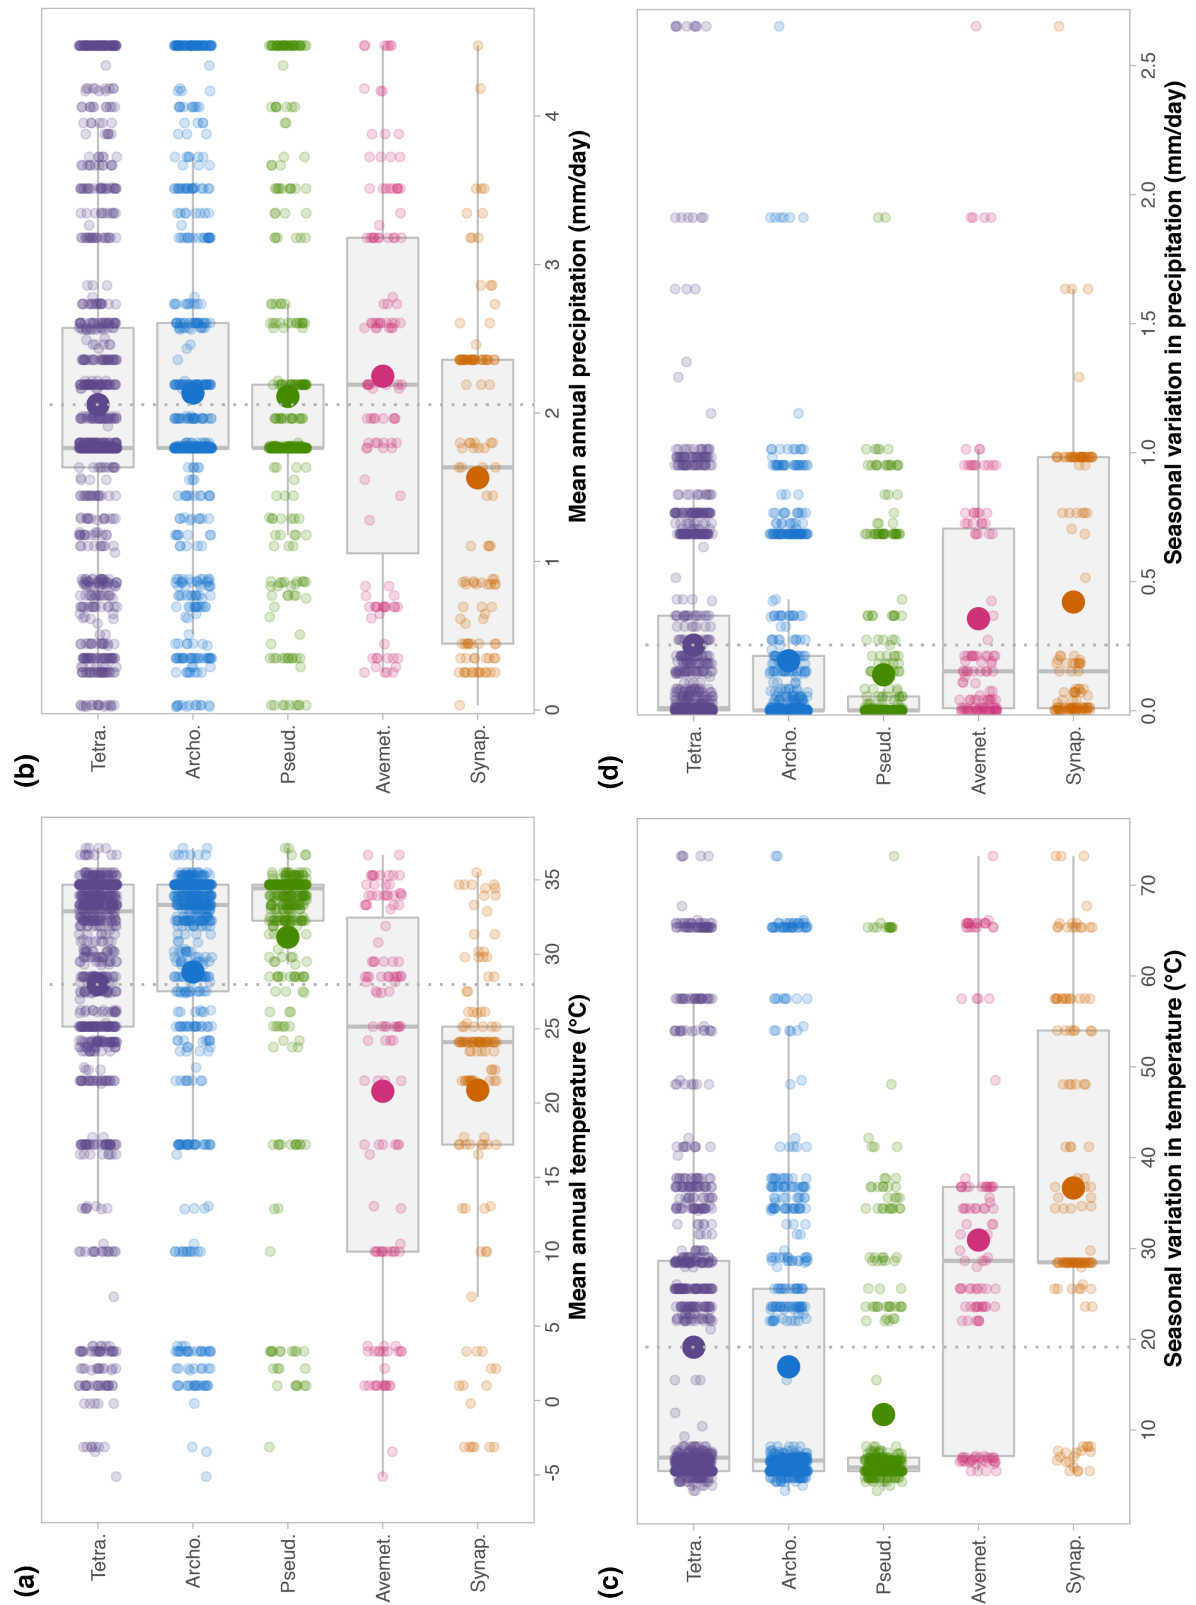 (a)
Tetra.
Archo.
Pseud.
Avemet.
Synap.
-5
0
5
10
15
20
25
30
35
Mean annual temperature (°C)
(b)
Tetra.
Archo.
Pseud.
Avemet.
Synap.
0
1
2
3
4
Mean annual precipitation (mm/day)
(c)
Tetra.
Archo.
Pseud.
Avemet.
Synap.
10
20
30
40
50
60
70
Seasonal variation in temperature (°C)
(d)
Tetra.
Archo.
Pseud.
Avemet.
Synap.
0.0
0.5
1.0
1.5
2.0
2.5
Seasonal variation in precipitation (mm/day)